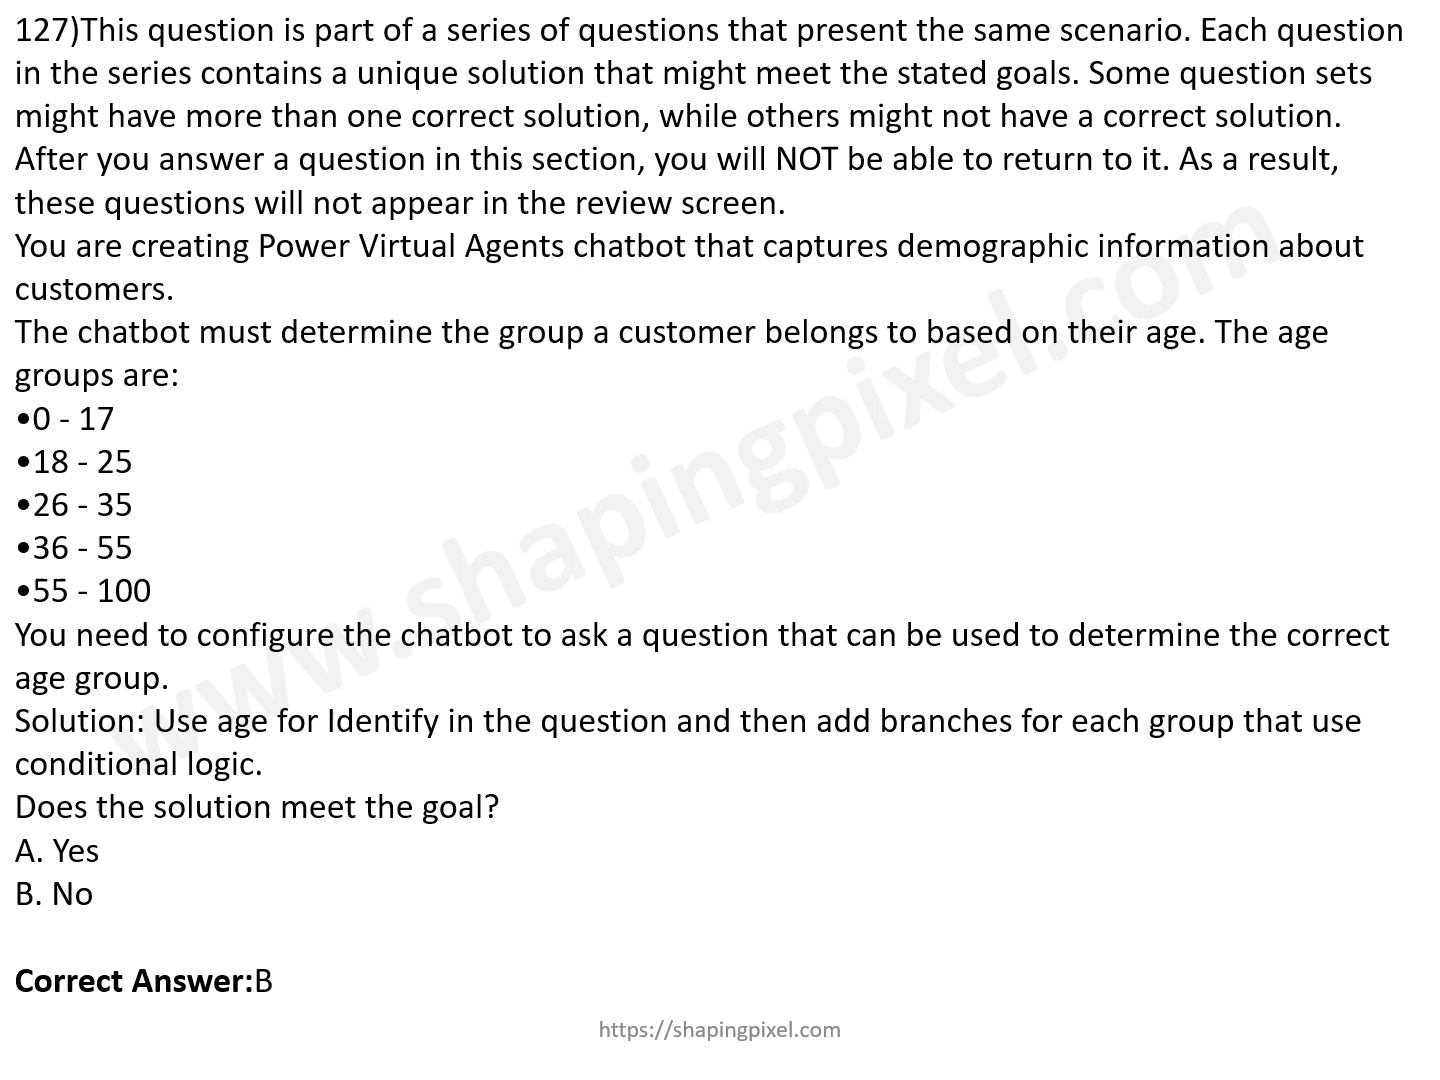 127)This question is part of a series of questions that present the same scenario. Each question
in the series contains a unique solution that might meet the stated goals. Some question sets
might have more than one correct solution, while others might not have a correct solution.
After you answer a question in this section, you will NOT be able to return to it. As a result,
these questions will not appear in the review screen.
You are creating Power Virtual Agents chatbot that captures demographic information about
customers.
The chatbot must determine the group a customer belongs to based on their age. The age
groups are:
•0 - 17
•18 - 25
•26 - 35
•36 - 55
•55 - 100
You need to configure the chatbot to ask a question that can be used to determine the correct
age group.
Solution: Use age for Identify in the question and then add branches for each group that use
conditional logic.
Does the solution meet the goal?
A. Yes
B. No
Correct Answer:B
https://shapingpixel.com
www.shapingpixel.com